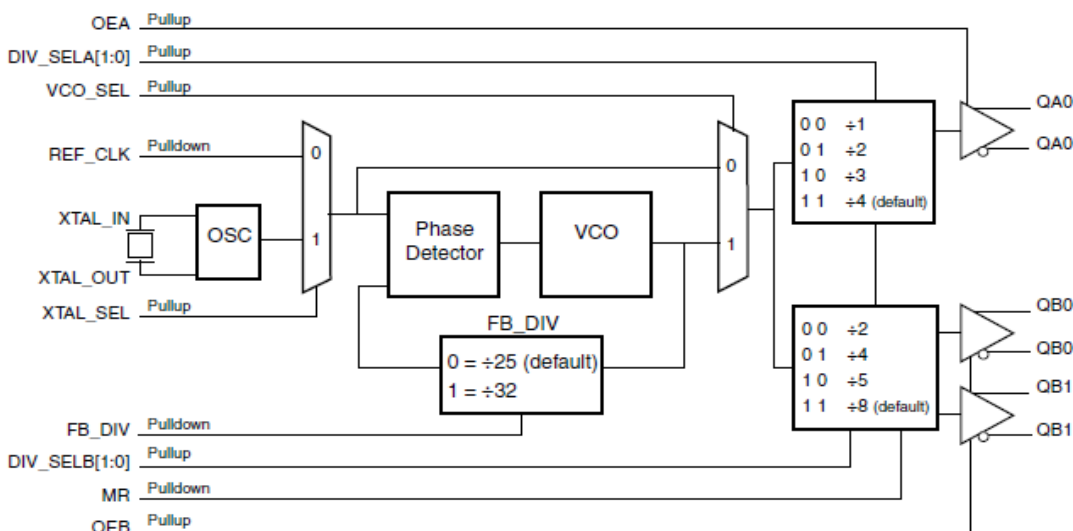 OEA Pullup
DIV_SELA[1:0] Pullup
VCO_SEL Pullup
REF_CLK Pulldown
XTAL_IN
OSC
XTAL_OUT
XTAL_SEL Pullup
0
1
Phase
Detector
VCO
FB_DIV
0 = ÷25 (default)
1 = ÷32
0
1
0 0 ÷1
0 1 ÷2
1 0 ÷3
1 1 ÷4 (default)
QA0
QA0
0 0 ÷2
0 1 ÷4
1 0 ÷5
1 1 ÷8 (default)
QB0
QB0
QB1
QB1
FB_DIV Pulldown
DIV_SELB[1:0] Pullup
MR Pulldown
OEB Pullup